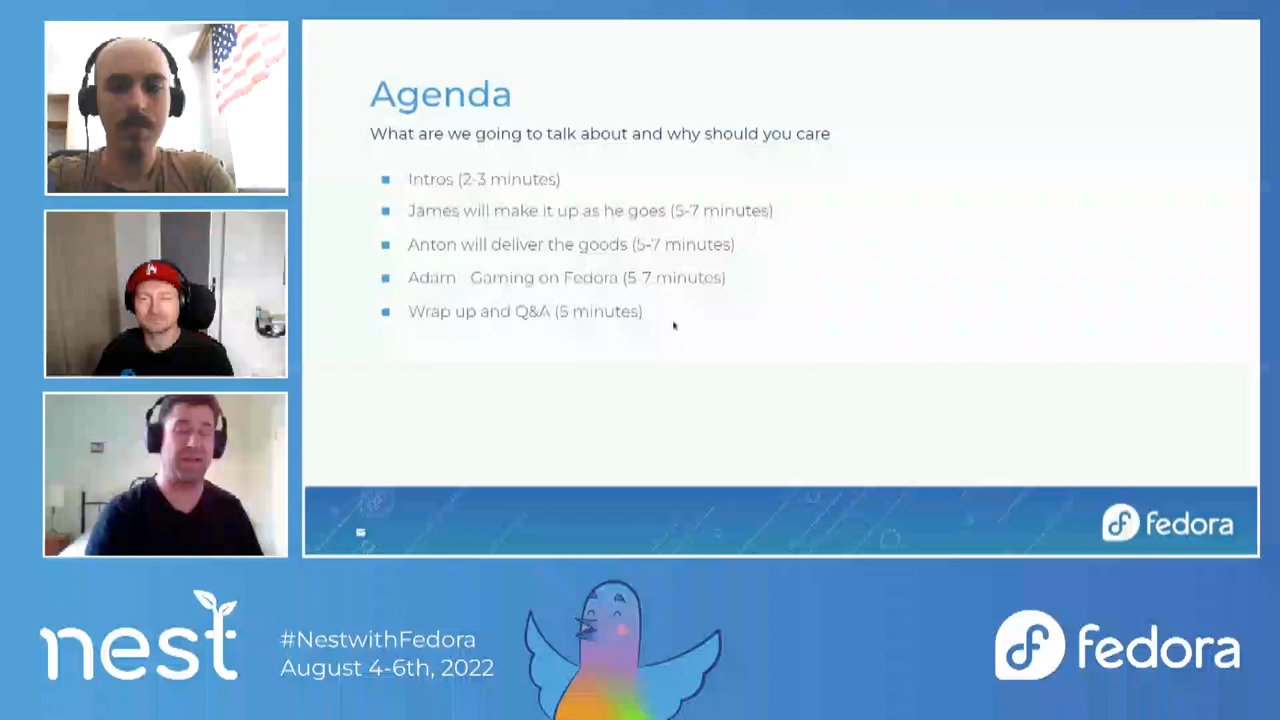 Agenda
What are we going to talk about and why should you care
Intros (2-3 minutes)
James will make it up as he goes (5-7 minutes)
Anton will deliver the goods (5-7 minutes)
Adam Gaming on Fedora (5-7 minutes)
Wrap up and Q&A (5 minutes)
fedora
nest
#NestwithFedora
August 4-6th, 2022
fedora